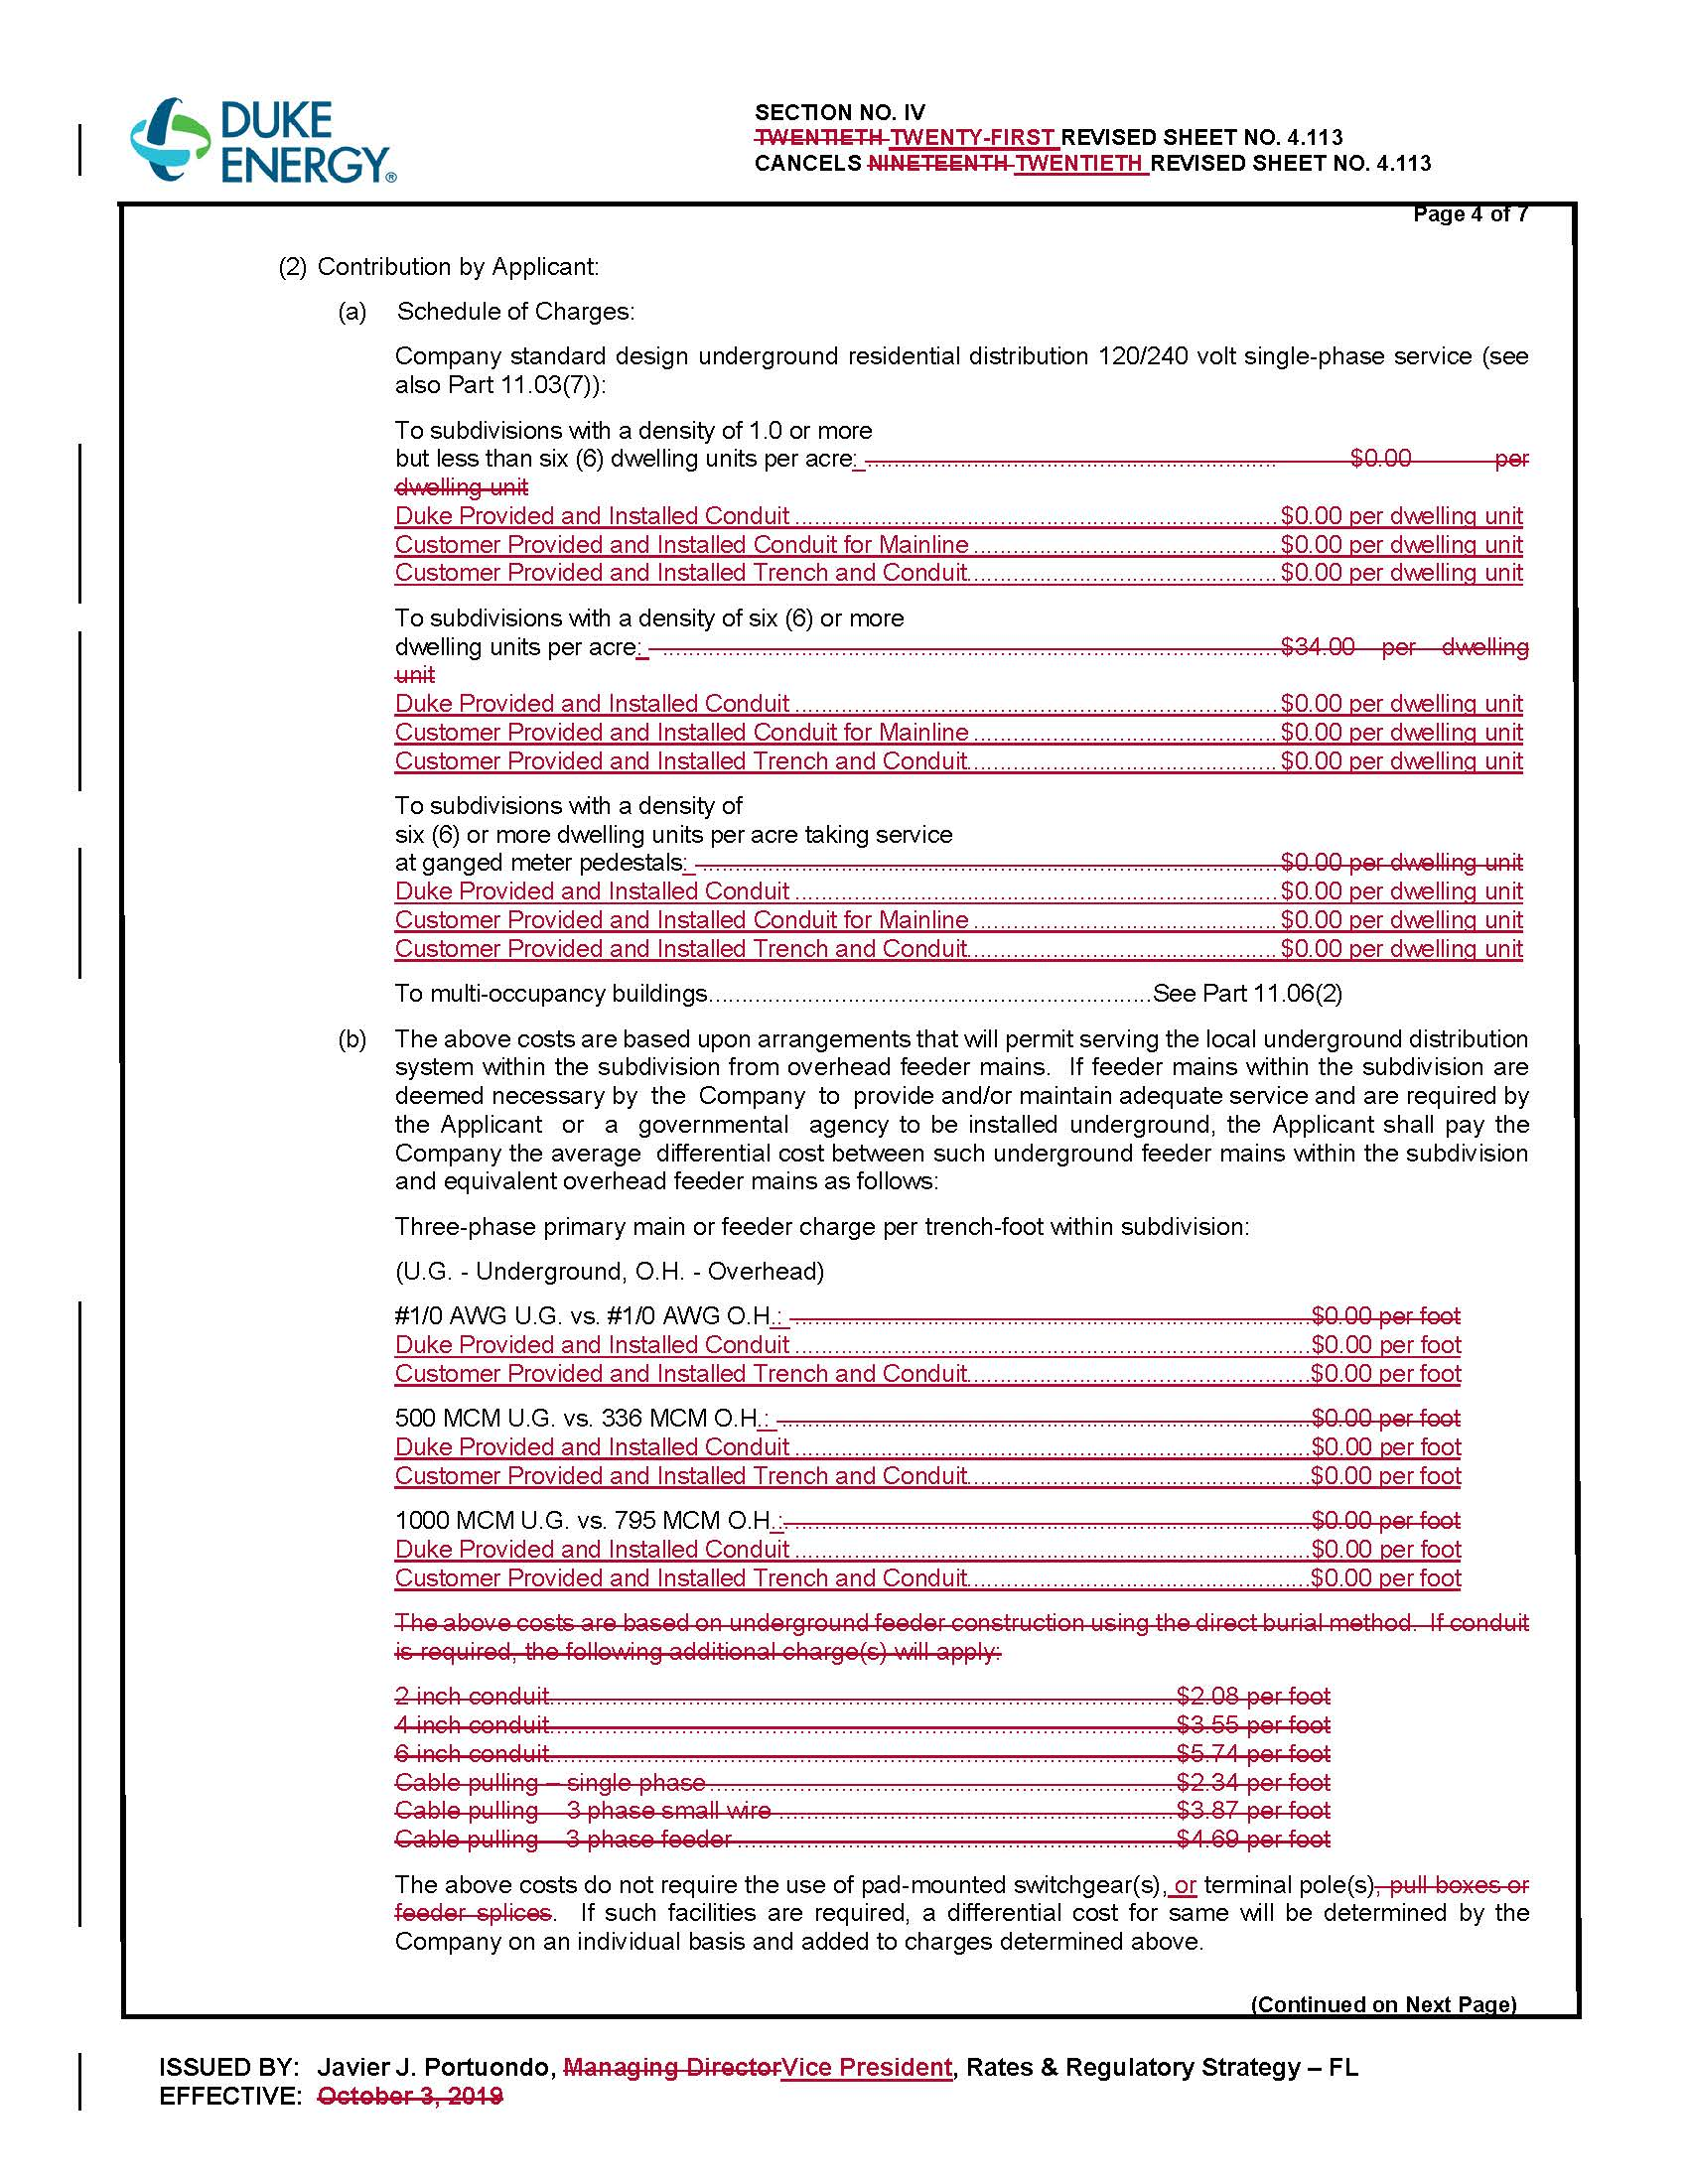 DUKE
ENERGY®
SECTION NO. IV
TWENTIETH TWENTY-FIRST REVISED SHEET NO. 4.113
CANCELS NINETEENTH TWENTIETH REVISED SHEET NO. 4.113
Page 4 of 7
(2) Contribution by Applicant:
(a) Schedule of Charges:
Company standard design underground residential distribution 120/240 volt single-phase service (see
also Part 11.03(7)):
To subdivisions with a density of 1.0 or more
but less than six (6) dwelling units per acre: .............................................................. $0.00 per
dwelling unit
Duke Provided and Installed Conduit ......................................................................... $0.00 per dwelling unit
Customer Provided and Installed Conduit for Mainline .............................................. $0.00 per dwelling unit
Customer Provided and Installed Trench and Conduit............................................... $0.00 per dwelling unit
To subdivisions with a density of six (6) or more
dwelling units per acre: ............................................................................................. $34.00 per dwelling
unit
Duke Provided and Installed Conduit ......................................................................... $0.00 per dwelling unit
Customer Provided and Installed Conduit for Mainline .............................................. $0.00 per dwelling unit
Customer Provided and Installed Trench and Conduit............................................... $0.00 per dwelling unit
To subdivisions with a density of
six (6) or more dwelling units per acre taking service
at ganged meter pedestals: ....................................................................................... $0.00 per dwelling unit
Duke Provided and Installed Conduit ......................................................................... $0.00 per dwelling unit
Customer Provided and Installed Conduit for Mainline .............................................. $0.00 per dwelling unit
Customer Provided and Installed Trench and Conduit............................................... $0.00 per dwelling unit
To multi-occupancy buildings...................................................................See Part 11.06(2)
(b) The above costs are based upon arrangements that will permit serving the local underground distribution
system within the subdivision from overhead feeder mains. If feeder mains within the subdivision are
deemed necessary by the Company to provide and/or maintain adequate service and are required by
the Applicant or a governmental agency to be installed underground, the Applicant shall pay the
Company the average differential cost between such underground feeder mains within the subdivision
and equivalent overhead feeder mains as follows:
Three-phase primary main or feeder charge per trench-foot within subdivision:
(U.G. - Underground, O.H. - Overhead)
#1/0 AWG U.G. vs. #1/0 AWG O.H.: ..............................................................................$0.00 per foot
Duke Provided and Installed Conduit ..............................................................................$0.00 per foot
Customer Provided and Installed Trench and Conduit....................................................$0.00 per foot
500 MCM U.G. vs. 336 MCM O.H.: ................................................................................$0.00 per foot
Duke Provided and Installed Conduit ..............................................................................$0.00 per foot
Customer Provided and Installed Trench and Conduit....................................................$0.00 per foot
1000 MCM U.G. vs. 795 MCM O.H.:...............................................................................$0.00 per foot
Duke Provided and Installed Conduit ..............................................................................$0.00 per foot
Customer Provided and Installed Trench and Conduit....................................................$0.00 per foot
The above costs are based on underground feeder construction using the direct burial method. If conduit
is required, the following additional charge(s) will apply:
2 inch conduit.............................................................................................. $2.08 per foot
4 inch conduit.............................................................................................. $3.55 per foot
6 inch conduit.............................................................................................. $5.74 per foot
Cable pulling – single phase...................................................................... $2.34 per foot
Cable pulling – 3 phase small wire ............................................................ $3.87 per foot
Cable pulling – 3 phase feeder.................................................................. $4.69 per foot
The above costs do not require the use of pad-mounted switchgear(s), or terminal pole(s), pull boxes or
feeder splices. If such facilities are required, a differential cost for same will be determined by the
Company on an individual basis and added to charges determined above.
(Continued on Next Page)
ISSUED BY: Javier J. Portuondo, Managing DirectorVice President, Rates & Regulatory Strategy – FL
EFFECTIVE: October 3, 2019